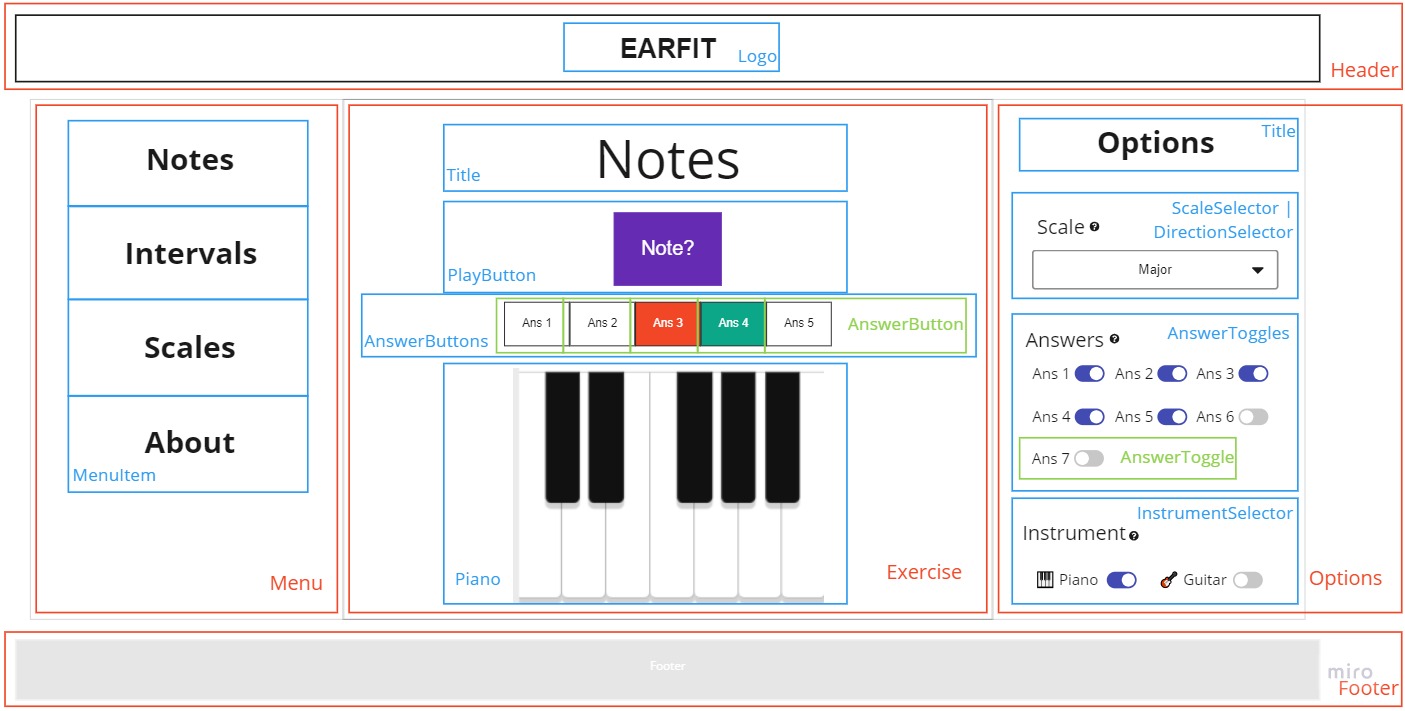 EARFIT
Logo
Header
Notes
Intervals
Scales
About
MenuItem
Menu
Notes
Title
Note?
PlayButton
Ans 1 Ans 2 Ans 3 Ans 4 Ans 5 AnswerButton
AnswerButtons
Piano
Exercise
Options
Title
ScaleSelector |
DirectionSelector
Scale ?
Major
AnswerToggles
Answers ?
Ans 1 Ans 2 Ans 3
Ans 4 Ans 5 Ans 6
Ans 7 AnswerToggle
InstrumentSelector
Instrument ?
Piano Guitar
Options
Footer
miro
Footer